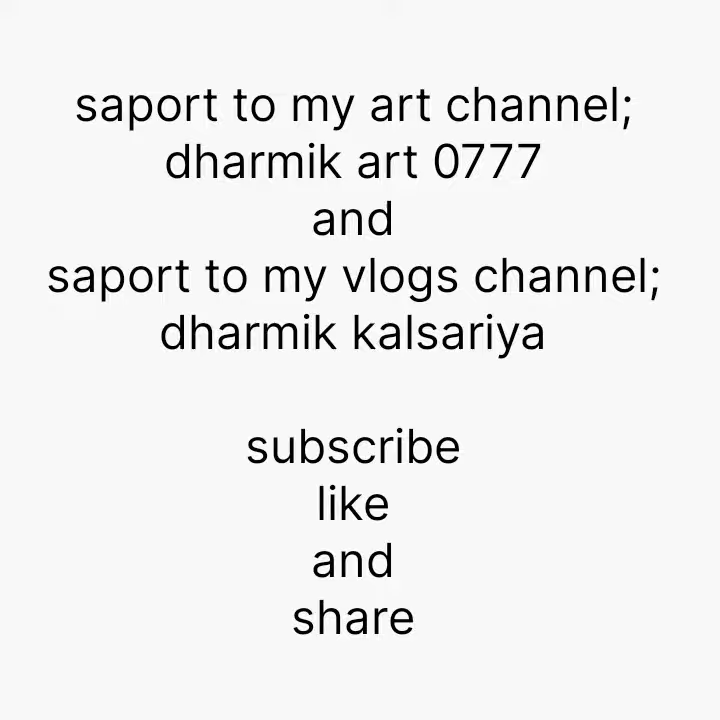 saport to my art channel;
dharmik art 0777
and
saport to my vlogs channel;
dharmik kalsariya
subscribe
like
and
share